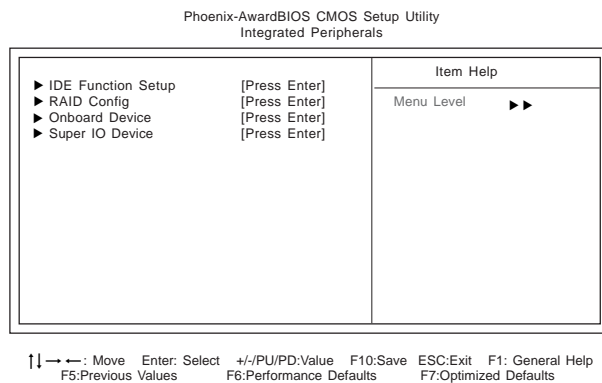 Phoenix-AwardBIOS CMOS Setup Utility
Integrated Peripherals
▶ IDE Function Setup [Press Enter]
▶ RAID Config [Press Enter]
▶ Onboard Device [Press Enter]
▶ Super IO Device [Press Enter]
Item Help
Menu Level ▶▶
↑↓→←: Move Enter: Select +/-/PU/PD:Value F10:Save ESC:Exit F1: General Help
F5:Previous Values F6:Performance Defaults F7:Optimized Defaults